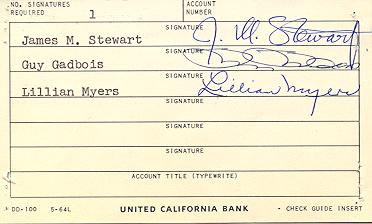 NO. SIGNATURES
REQUIRED 1
ACCOUNT
NUMBER
SIGNATURE
James M. Stewart J. M. Stewart
SIGNATURE
Guy Gadbois
SIGNATURE
Lillian Myers Lillian Myers
SIGNATURE
SIGNATURE
SIGNATURE
ACCOUNT TITLE (TYPEWRITE)
DD-100 5-64L UNITED CALIFORNIA BANK - CHECK GUIDE INSERT